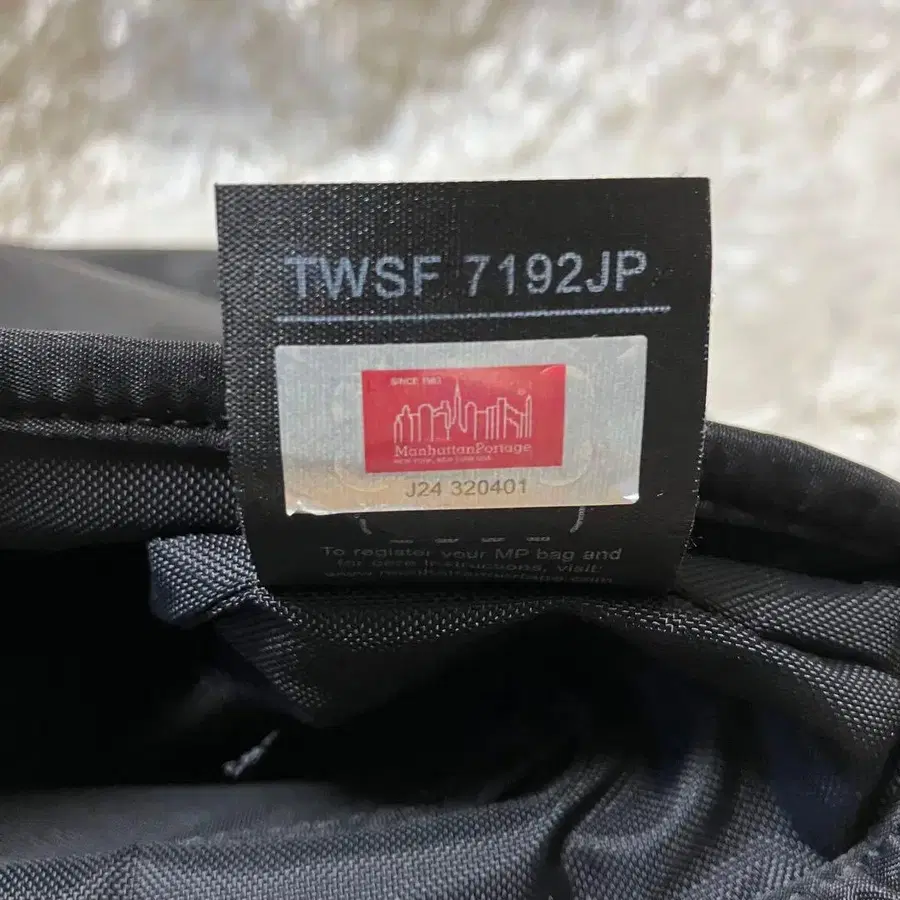 TWSF 7192JP
SINCE 1983
ManhattanPortage
NEW YORK, NEW YORK USA
J24 320401
To register your MP bag and
for care instructions, visit